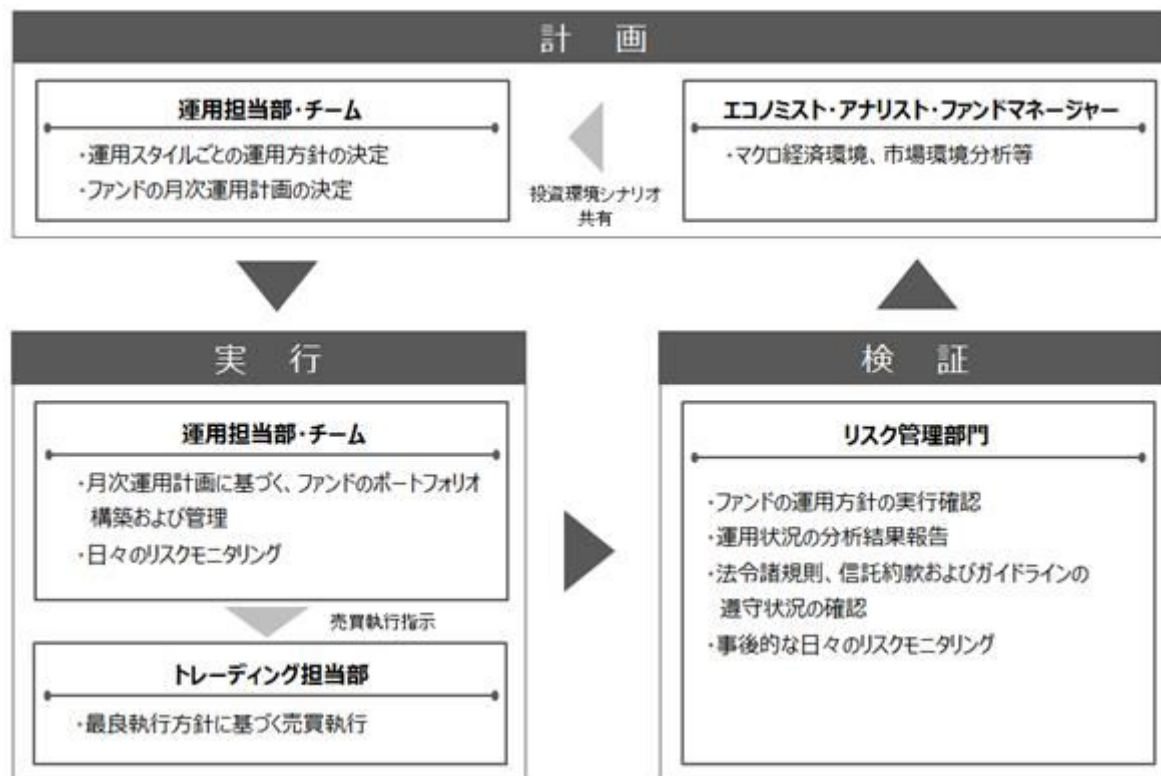 計 画
運用担当部・チーム
・運用スタイルごとの運用方針の決定
・ファンドの月次運用計画の決定
投資環境シナリオ
共有
エコノミスト・アナリスト・ファンドマネージャー
・マクロ経済環境、市場環境分析等
実 行
運用担当部・チーム
・月次運用計画に基づく、ファンドのポートフォリオ
構築および管理
・日々のリスクモニタリング
売買執行指示
トレーディング担当部
・最良執行方針に基づく売買執行
検 証
リスク管理部門
・ファンドの運用方針の実行確認
・運用状況の分析結果報告
・法令諸規則、信託約款およびガイドラインの
遵守状況の確認
・事後的な日々のリスクモニタリング